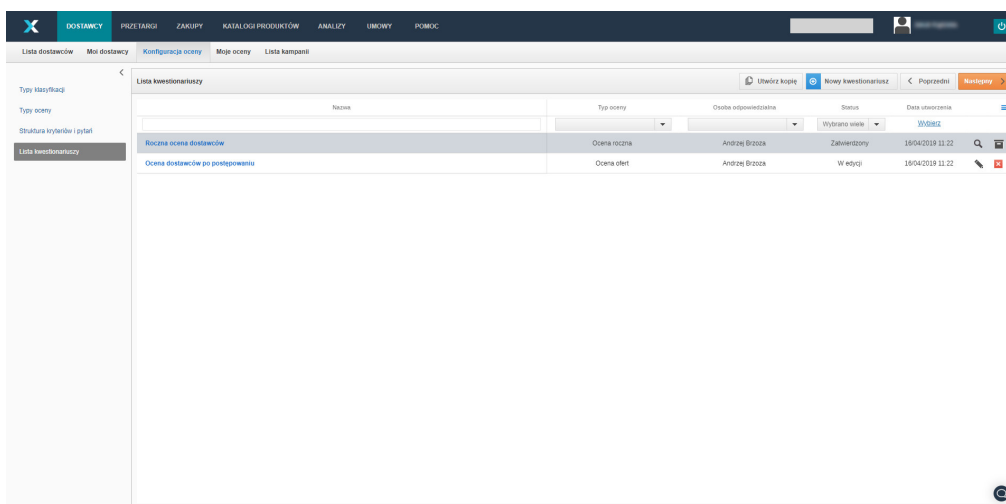 DOSTAWCY PRZETARGI ZAKUPY KATALOGI PRODUKTÓW ANALIZY UMOWY POMOC
Lista dostawców Moi dostawcy Konfiguracja oceny Moje oceny Lista kampanii
Lista kwestionariuszy Utwórz kopię Nowy kwestionariusz Poprzedni Następny
Typy klasyfikacji
Typy oceny
Struktura kryteriów i pytań
Lista kwestionariuszy
Nazwa Typ oceny Osoba odpowiedzialna Status Data utworzenia
Wybrano wiele Wybierz
Roczna ocena dostawców Ocena roczna Andrzej Brzoza Zatwierdzony 16/04/2019 11:22
Ocena dostawców po postępowaniu Ocena ofert Andrzej Brzoza W edycji 16/04/2019 11:22